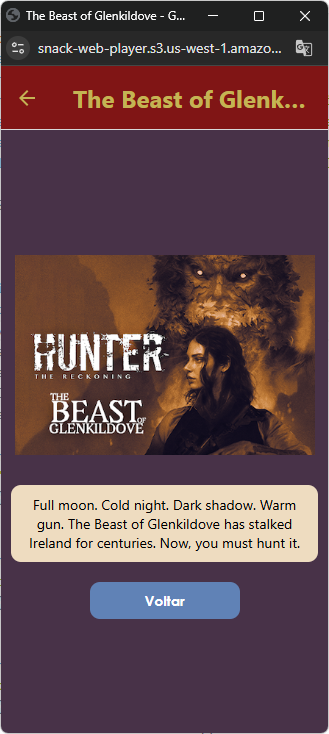 The Beast of Glenkildove - G...
snack-web-player.s3.us-west-1.amazo...
The Beast of Glenk...
HUNTER
THE RECKONING
THE
BEAST OF
GLENKILDOVE
Full moon. Cold night. Dark shadow. Warm
gun. The Beast of Glenkildove has stalked
Ireland for centuries. Now, you must hunt it.
Voltar